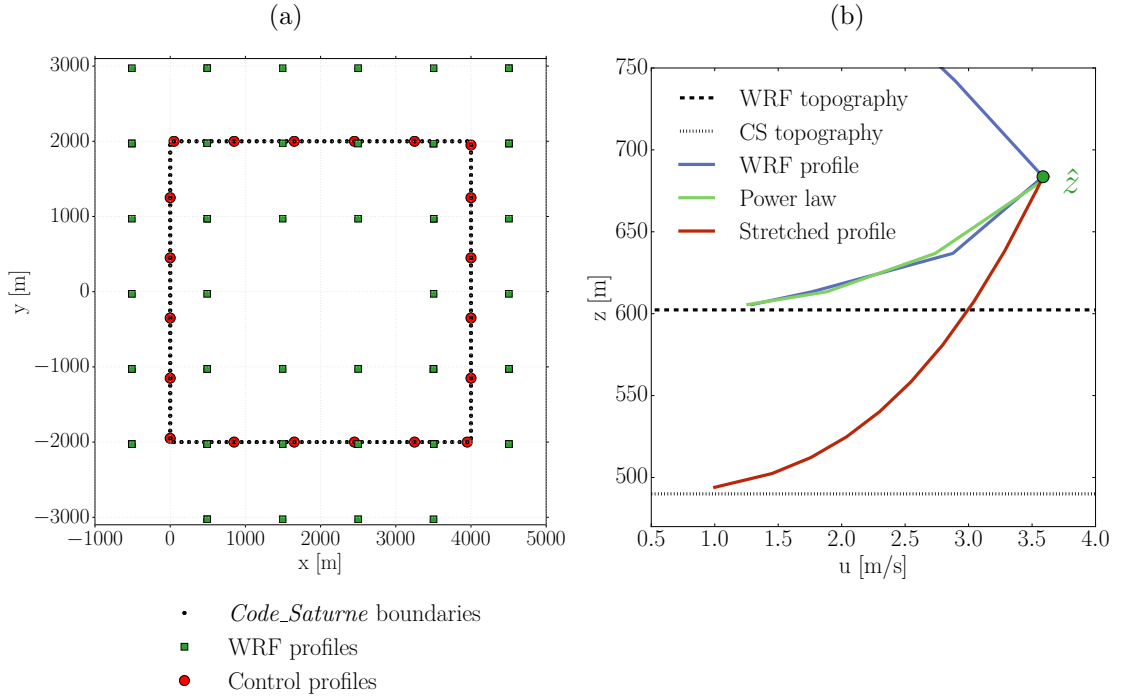 (a)
3000
2000
1000
0
−1000
−2000
−3000
y [m]
−1000 0 1000 2000 3000 4000 5000
x [m]
Code_Saturne boundaries
WRF profiles
Control profiles
(b)
750
700
650
600
550
500
z [m]
WRF topography
CS topography
WRF profile
Power law
Stretched profile
ẑ
0.5 1.0 1.5 2.0 2.5 3.0 3.5 4.0
u [m/s]